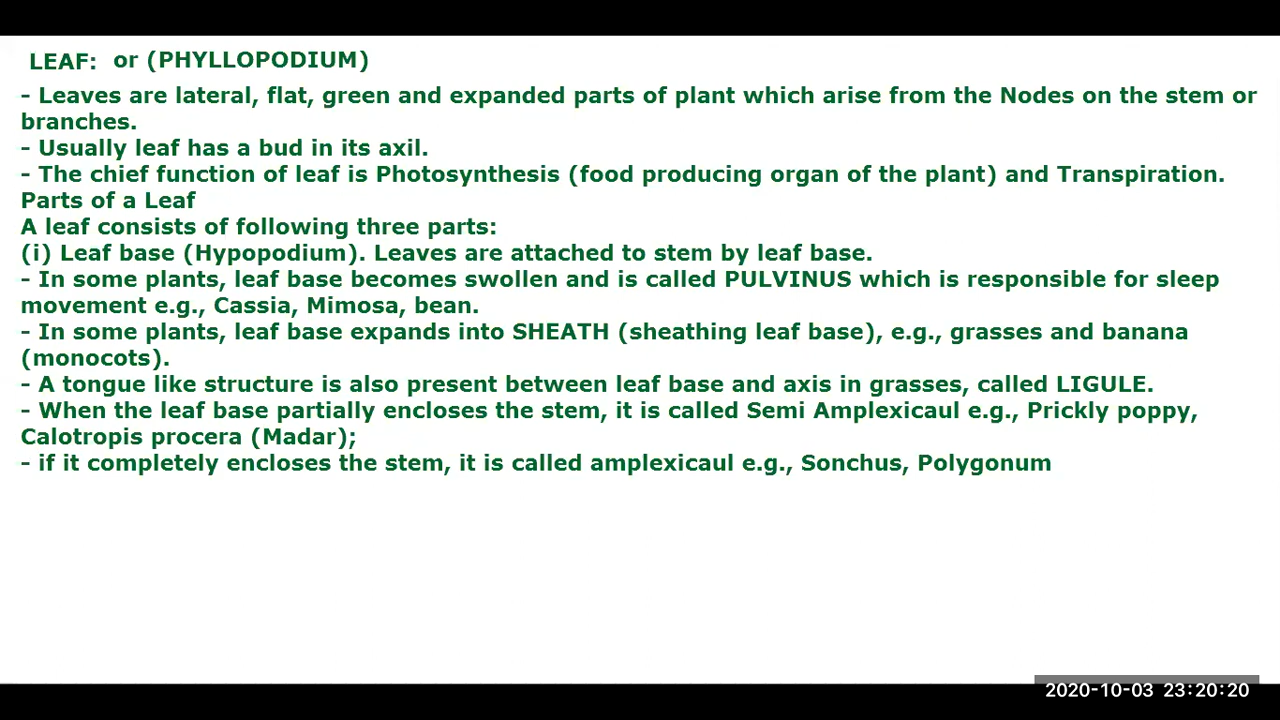 LEAF: or (PHYLLOPODIUM)
- Leaves are lateral, flat, green and expanded parts of plant which arise from the Nodes on the stem or
branches.
- Usually leaf has a bud in its axil.
- The chief function of leaf is Photosynthesis (food producing organ of the plant) and Transpiration.
Parts of a Leaf
A leaf consists of following three parts:
(i) Leaf base (Hypopodium). Leaves are attached to stem by leaf base.
- In some plants, leaf base becomes swollen and is called PULVINUS which is responsible for sleep
movement e.g., Cassia, Mimosa, bean.
- In some plants, leaf base expands into SHEATH (sheathing leaf base), e.g., grasses and banana
(monocots).
- A tongue like structure is also present between leaf base and axis in grasses, called LIGULE.
- When the leaf base partially encloses the stem, it is called Semi Amplexicaul e.g., Prickly poppy,
Calotropis procera (Madar);
- if it completely encloses the stem, it is called amplexicaul e.g., Sonchus, Polygonum
2020-10-03 23:20:20